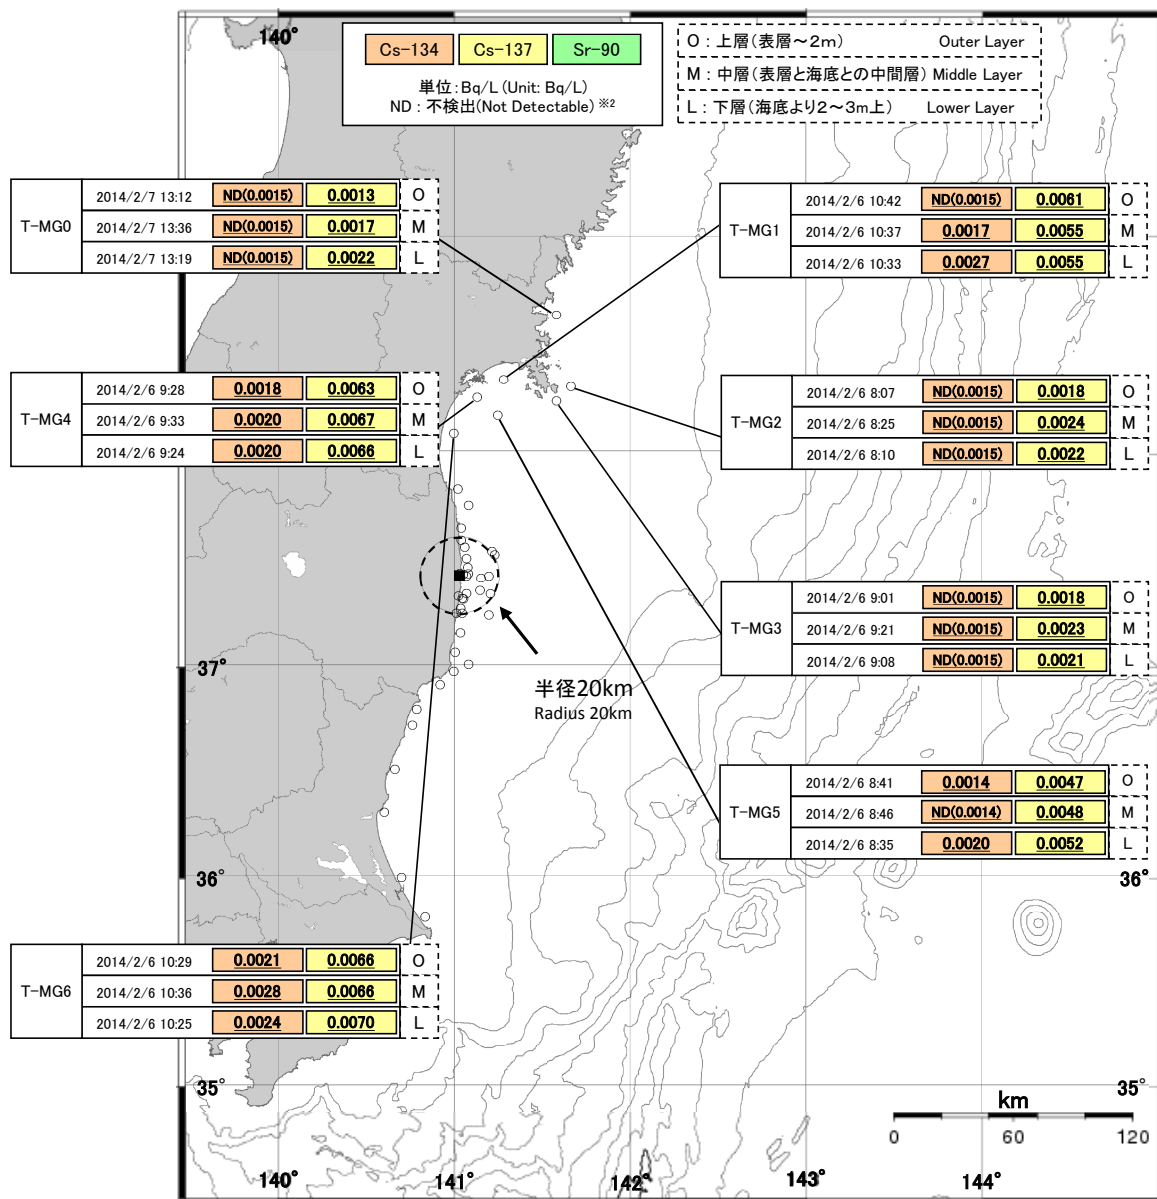 140°
Cs-134 Cs-137 Sr-90
単位:Bq/L (Unit: Bq/L)
ND : 不検出(Not Detectable) ※2
O : 上層(表層～2m) Outer Layer
M : 中層(表層と海底との中間層) Middle Layer
L : 下層(海底より2～3m上) Lower Layer
T-MG0
2014/2/7 13:12 ND(0.0015) 0.0013 O
2014/2/7 13:36 ND(0.0015) 0.0017 M
2014/2/7 13:19 ND(0.0015) 0.0022 L
T-MG1
2014/2/6 10:42 ND(0.0015) 0.0061 O
2014/2/6 10:37 0.0017 0.0055 M
2014/2/6 10:33 0.0027 0.0055 L
T-MG4
2014/2/6 9:28 0.0018 0.0063 O
2014/2/6 9:33 0.0020 0.0067 M
2014/2/6 9:24 0.0020 0.0066 L
T-MG2
2014/2/6 8:07 ND(0.0015) 0.0018 O
2014/2/6 8:25 ND(0.0015) 0.0024 M
2014/2/6 8:10 ND(0.0015) 0.0022 L
T-MG3
2014/2/6 9:01 ND(0.0015) 0.0018 O
2014/2/6 9:21 ND(0.0015) 0.0023 M
2014/2/6 9:08 ND(0.0015) 0.0021 L
37°
半径20km
Radius 20km
T-MG5
2014/2/6 8:41 0.0014 0.0047 O
2014/2/6 8:46 ND(0.0014) 0.0048 M
2014/2/6 8:35 0.0020 0.0052 L
36° 36°
T-MG6
2014/2/6 10:29 0.0021 0.0066 O
2014/2/6 10:36 0.0028 0.0066 M
2014/2/6 10:25 0.0024 0.0070 L
35° 35°
km
0 60 120
140° 141° 142° 143° 144°